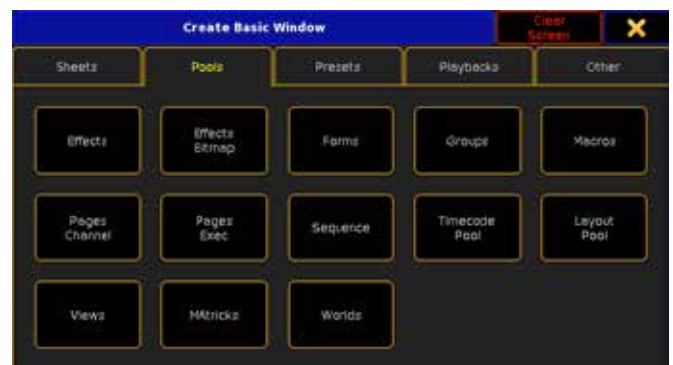 Create Basic Window
Clear
Screen
Sheets
Pools
Presets
Playbacks
Other
Effects
Effects
Bitmap
Forms
Groups
Macros
Pages
Channel
Pages
Exec
Sequence
Timecode
Pool
Layout
Pool
Views
MAtricks
Worlds